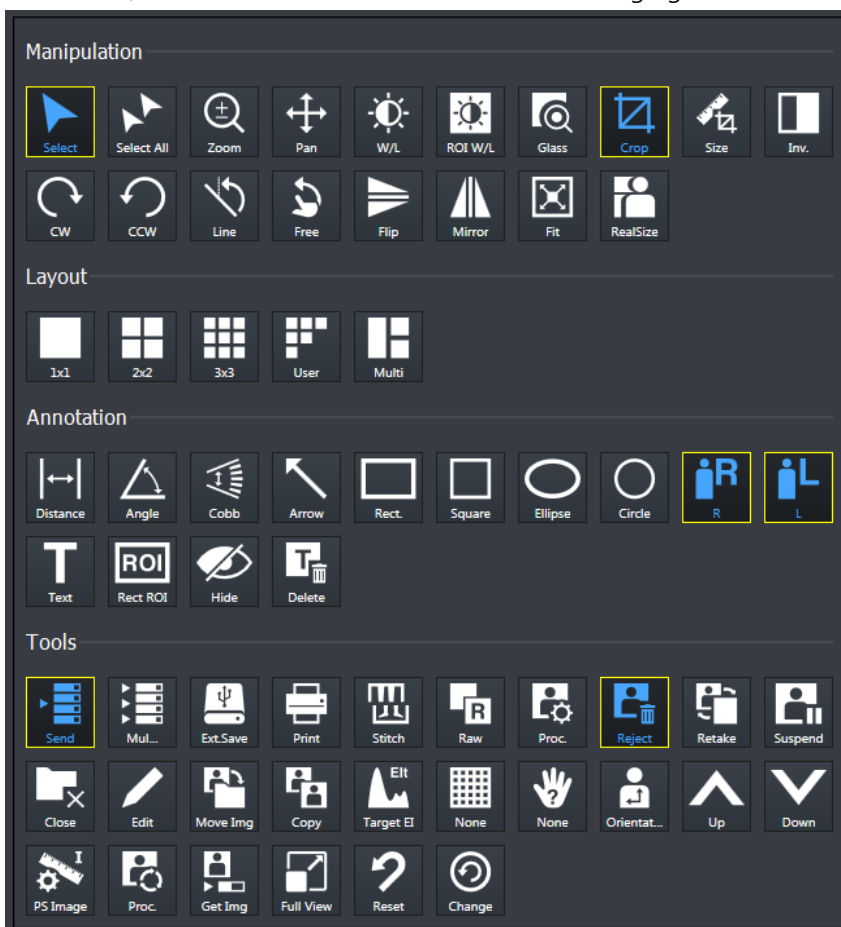 Manipulation
Select Select All Zoom Pan W/L ROI W/L Glass Crop Size Inv.
CW CCW Line Free Flip Mirror Fit RealSize
Layout
1x1 2x2 3x3 User Multi
Annotation
R L
Distance Angle Cobb Arrow Rect. Square Ellipse Circle R L
T ROI T
Text Rect ROI Hide Delete
Tools
R
Send Mul... Ext.Save Print Stitch Raw Proc. Reject Retake Suspend
EIt ?
Close Edit Move Img Copy Target EI None None Orientat... Up Down
I
PS Image Proc. Get Img Full View Reset Change